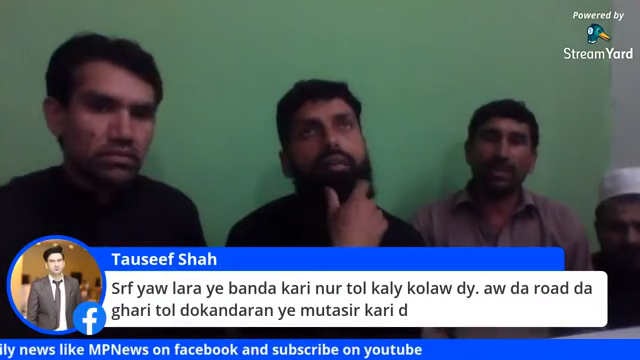 Powered by
StreamYard
Tauseef Shah
Srf yaw lara ye banda kari nur tol kaly kolaw dy. aw da road da
ghari tol dokandaran ye mutasir kari d
ily news like MPNews on facebook and subscribe on youtube